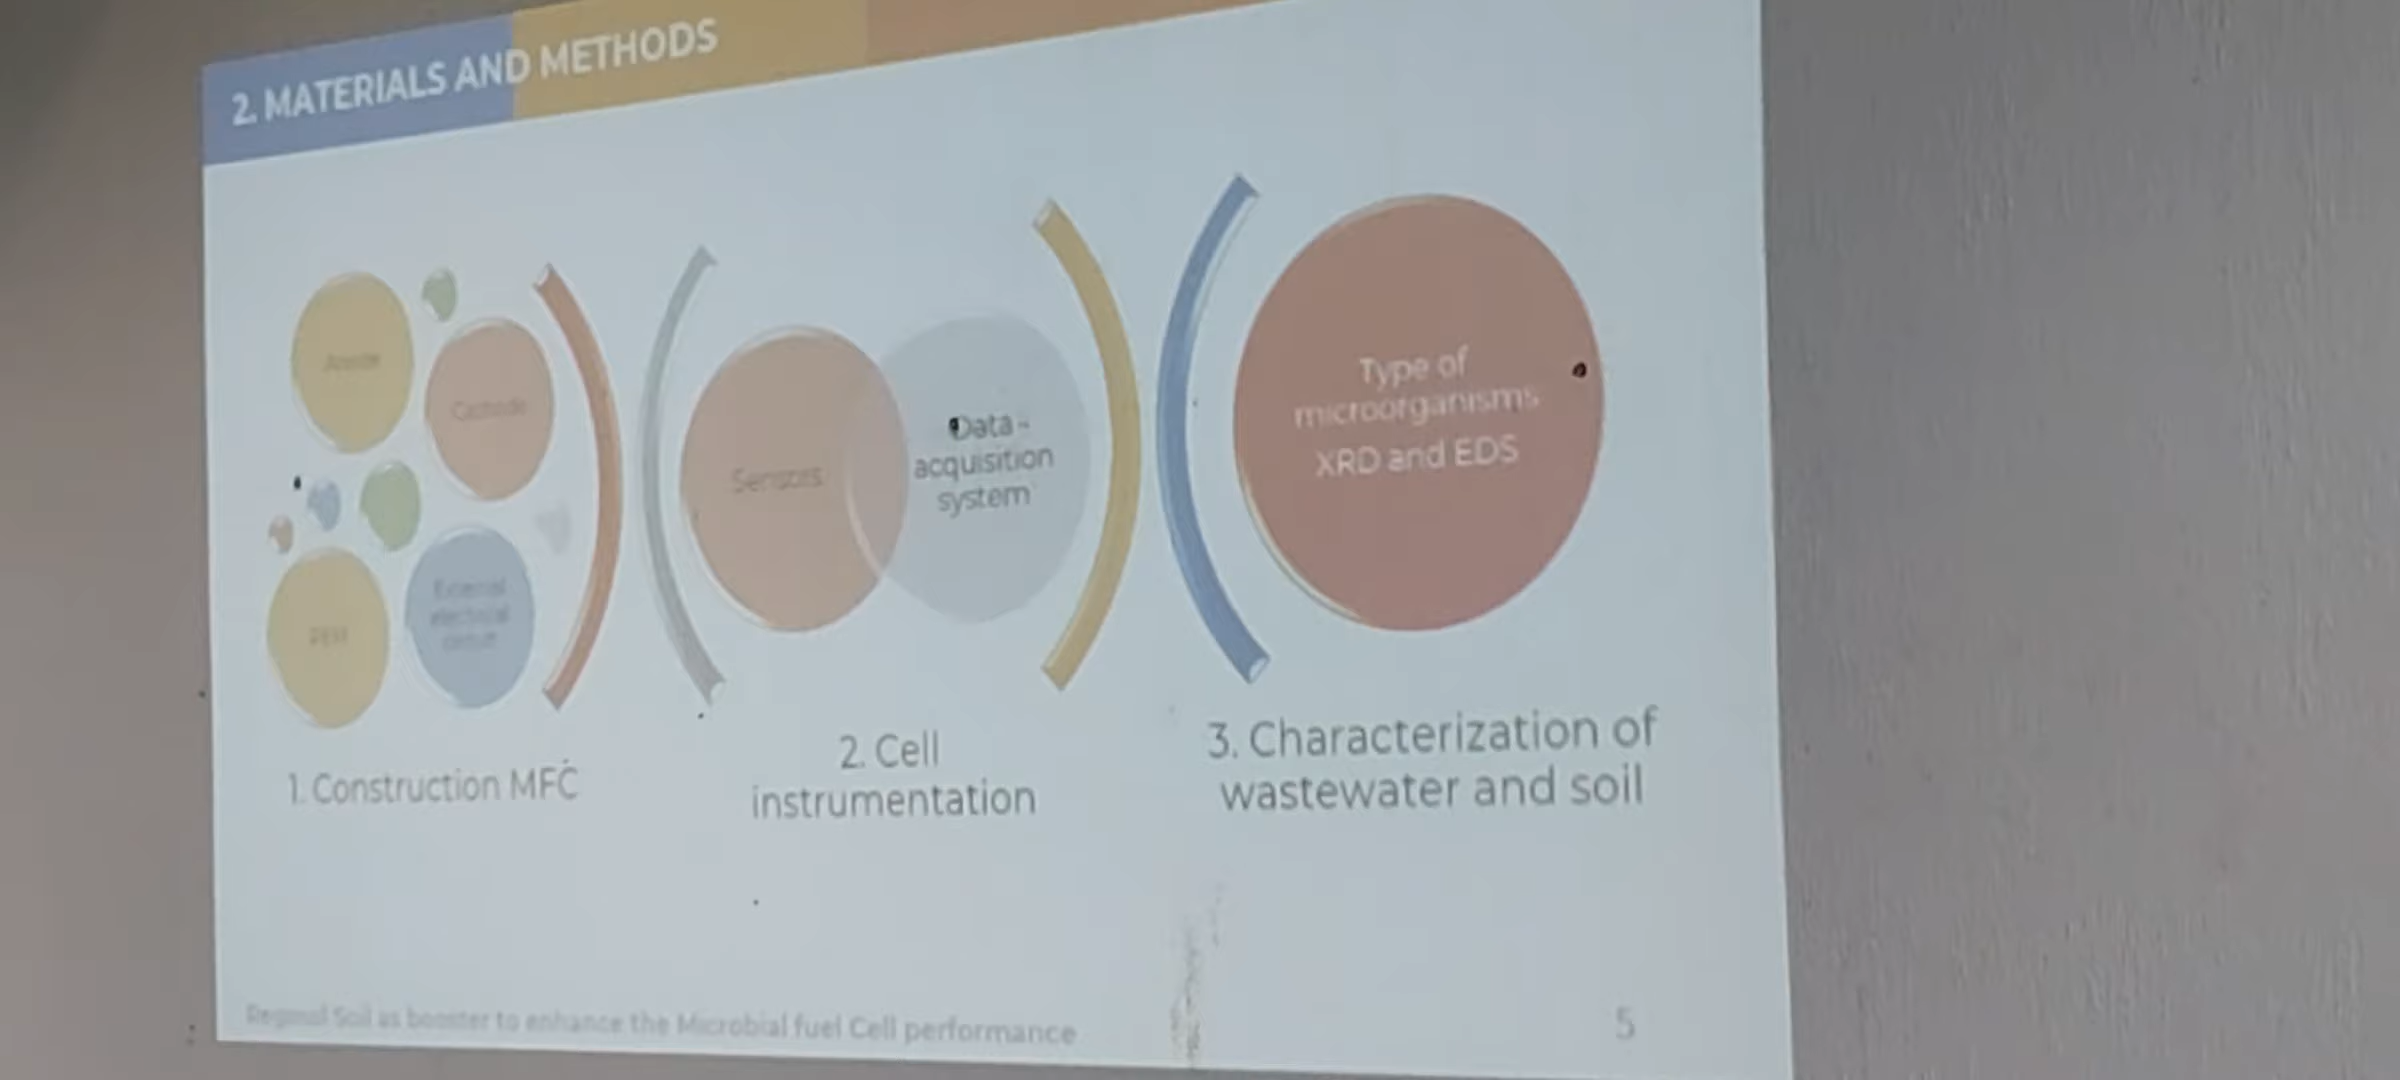 2. MATERIALS AND METHODS
Anode
Cathode
PEM
External
electrical
circuit
Sensors
Data -
acquisition
system
Type of
microorganisms
XRD and EDS
1. Construction MFC
2. Cell
instrumentation
3. Characterization of
wastewater and soil
Regional Soil as booster to enhance the Microbial fuel Cell performance
5